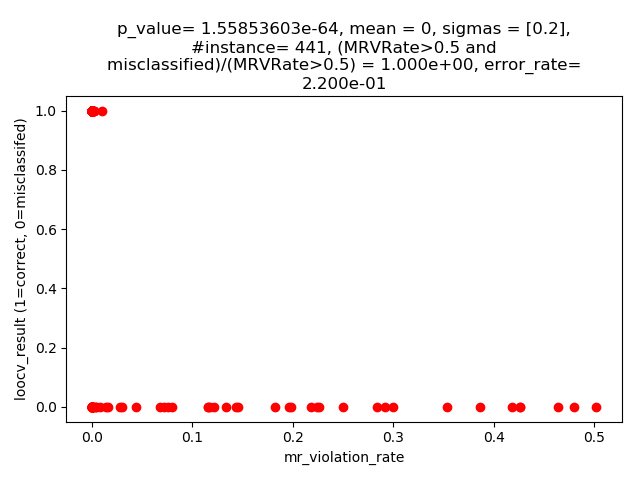 p_value= 1.55853603e-64, mean = 0, sigmas = [0.2],
#instance= 441, (MRVRate>0.5 and
misclassified)/(MRVRate>0.5) = 1.000e+00, error_rate=
2.200e-01
loocv_result (1=correct, 0=misclassifed)
1.0
0.8
0.6
0.4
0.2
0.0
0.0 0.1 0.2 0.3 0.4 0.5
mr_violation_rate